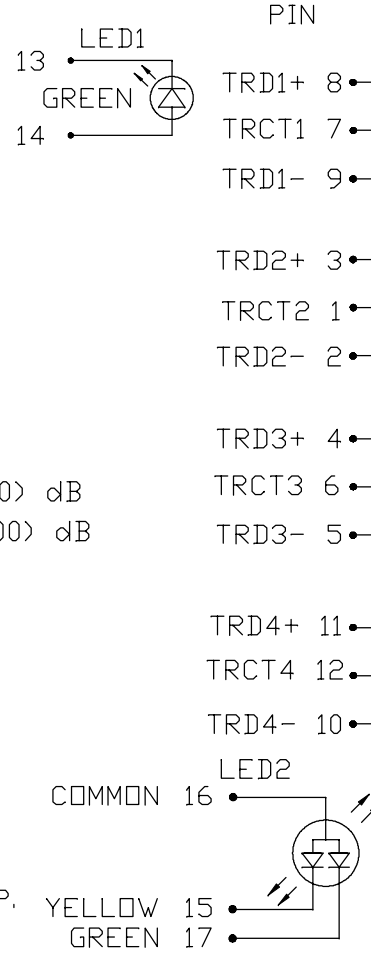 PIN
LED1
13
GREEN
14
TRD1+ 8
TRCT1 7
TRD1- 9
TRD2+ 3
TRCT2 1
TRD2- 2
TRD3+ 4
TRCT3 6
TRD3- 5
0) dB
00) dB
TRD4+ 11
TRCT4 12
TRD4- 10
LED2
COMMON 16
P.
YELLOW 15
GREEN 17